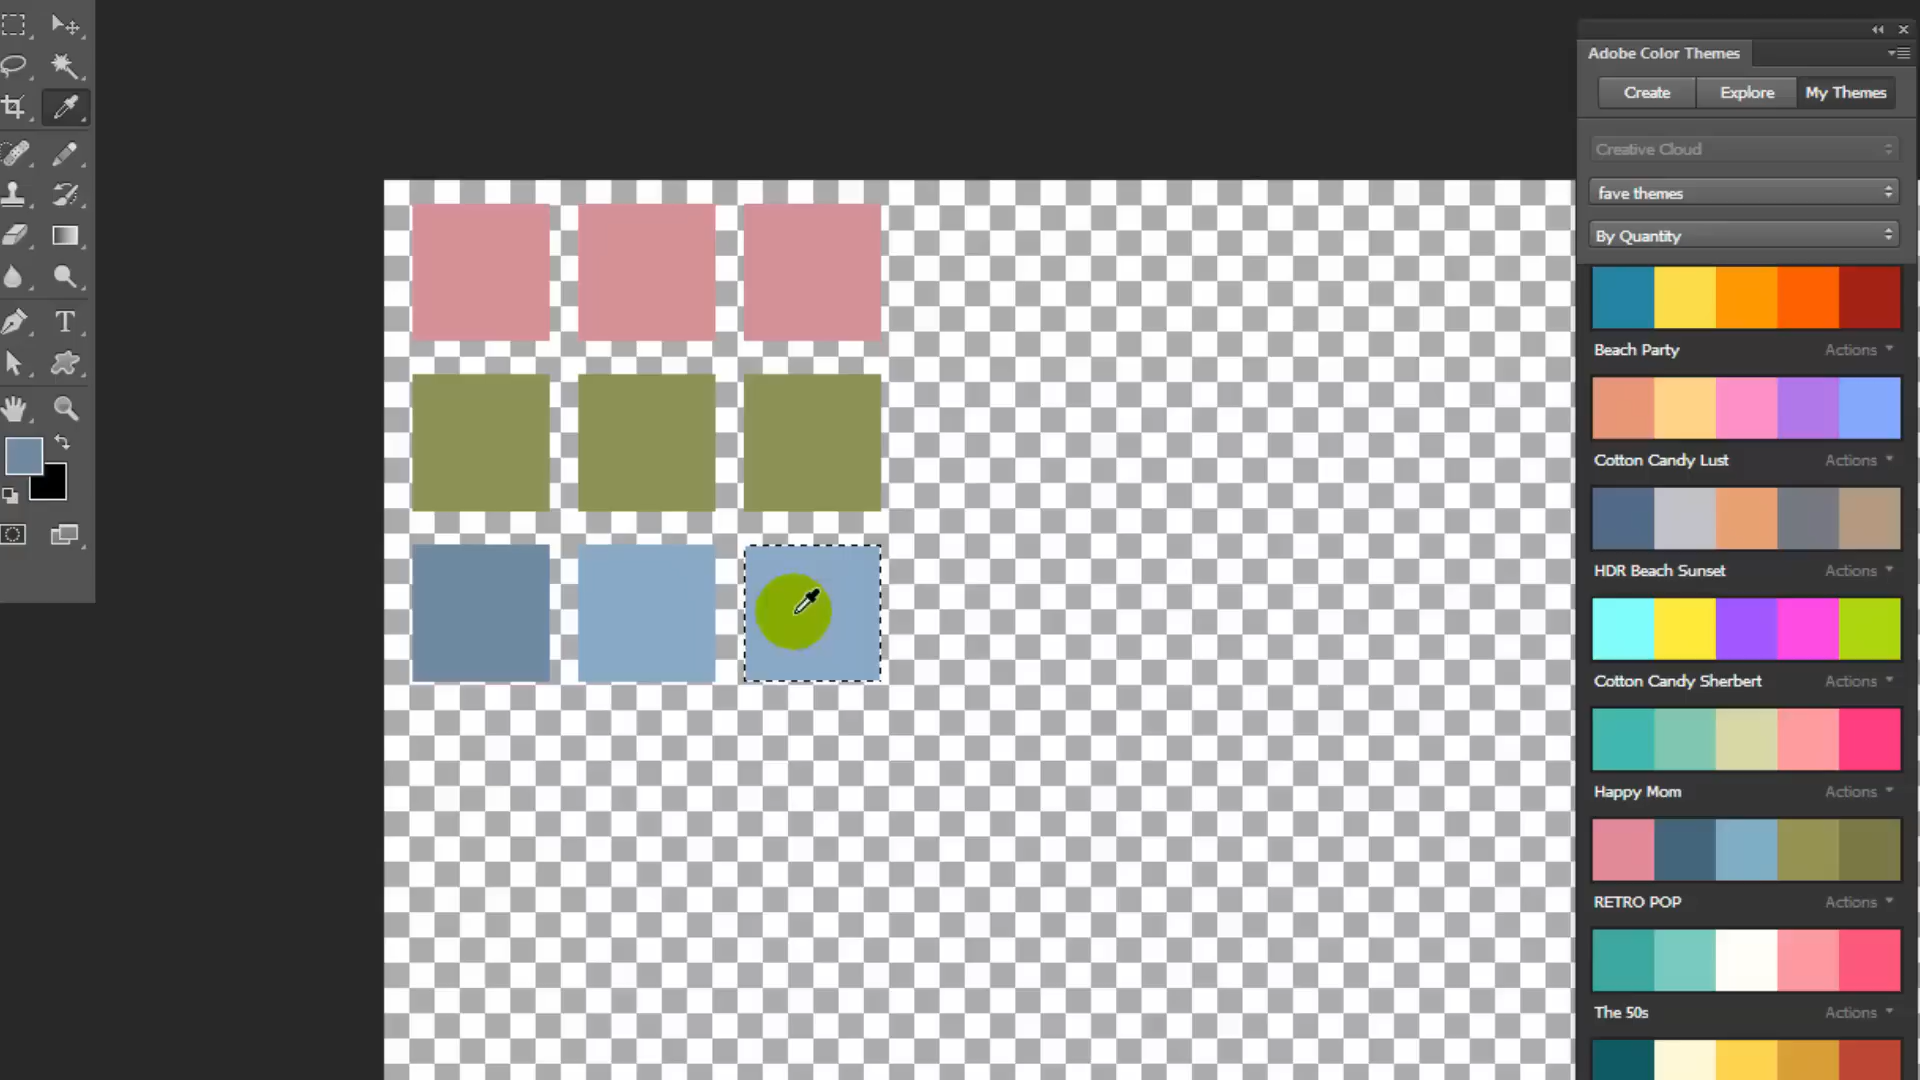 Adobe Color Themes
Create Explore My Themes
Creative Cloud
fave themes
By Quantity
Beach Party Actions
Cotton Candy Lust Actions
HDR Beach Sunset Actions
Cotton Candy Sherbert Actions
Happy Mom Actions
RETRO POP Actions
The 50s Actions